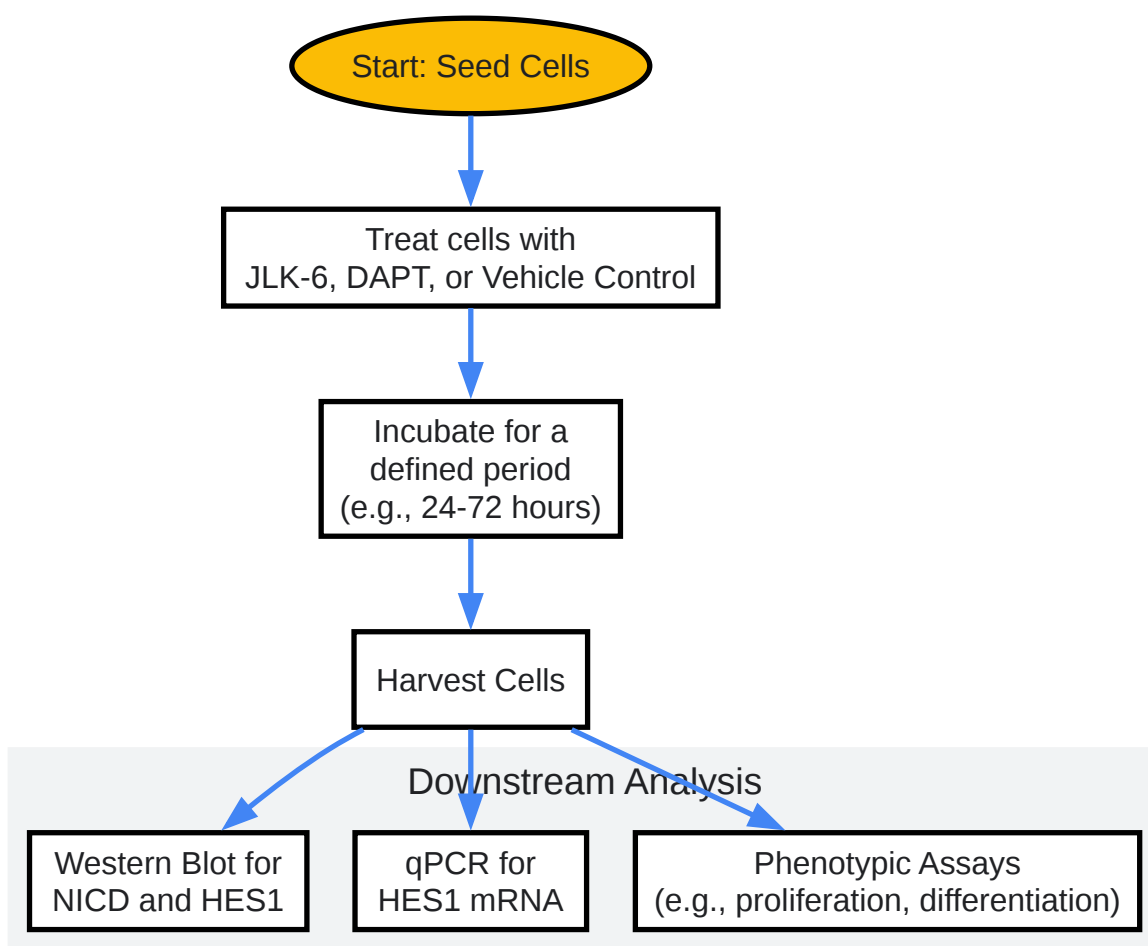 Start: Seed Cells
Treat cells with
JLK-6, DAPT, or Vehicle Control
Incubate for a
defined period
(e.g., 24-72 hours)
Harvest Cells
Downstream Analysis
Western Blot for
NICD and HES1
qPCR for
HES1 mRNA
Phenotypic Assays
(e.g., proliferation, differentiation)